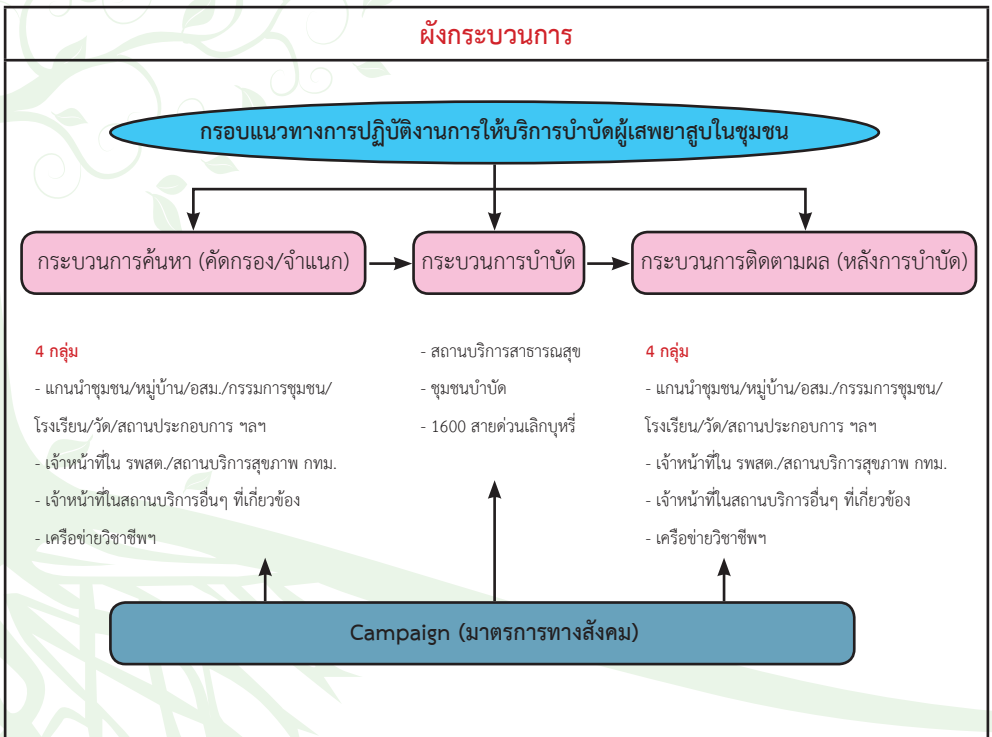 ผังกระบวนการ
กรอบแนวทางการปฏิบัติงานการให้บริการบำบัดผู้เสพยาสูบในชุมชน
กระบวนการค้นหา (คัดกรอง/จำแนก)
กระบวนการบำบัด
กระบวนการติดตามผล (หลังการบำบัด)
4 กลุ่ม
- แกนนำชุมชน/หมู่บ้าน/อสม./กรรมการชุมชน/
โรงเรียน/วัด/สถานประกอบการ ฯลฯ
- เจ้าหน้าที่ใน รพสต./สถานบริการสุขภาพ กทม.
- เจ้าหน้าที่ในสถานบริการอื่นๆ ที่เกี่ยวข้อง
- เครือข่ายวิชาชีพฯ
- สถานบริการสาธารณสุข
- ชุมชนบำบัด
- 1600 สายด่วนเลิกบุหรี่
4 กลุ่ม
- แกนนำชุมชน/หมู่บ้าน/อสม./กรรมการชุมชน/
โรงเรียน/วัด/สถานประกอบการ ฯลฯ
- เจ้าหน้าที่ใน รพสต./สถานบริการสุขภาพ กทม.
- เจ้าหน้าที่ในสถานบริการอื่นๆ ที่เกี่ยวข้อง
- เครือข่ายวิชาชีพฯ
Campaign (มาตรการทางสังคม)